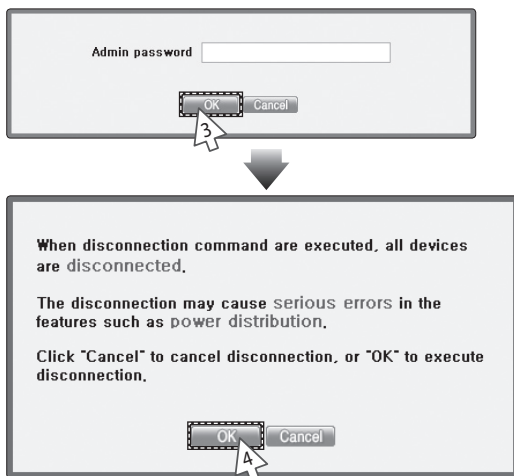 Admin password
OK Cancel
3
When disconnection command are executed, all devices
are disconnected.
The disconnection may cause serious errors in the
features such as power distribution.
Click "Cancel" to cancel disconnection, or "OK" to execute
disconnection.
OK Cancel
4